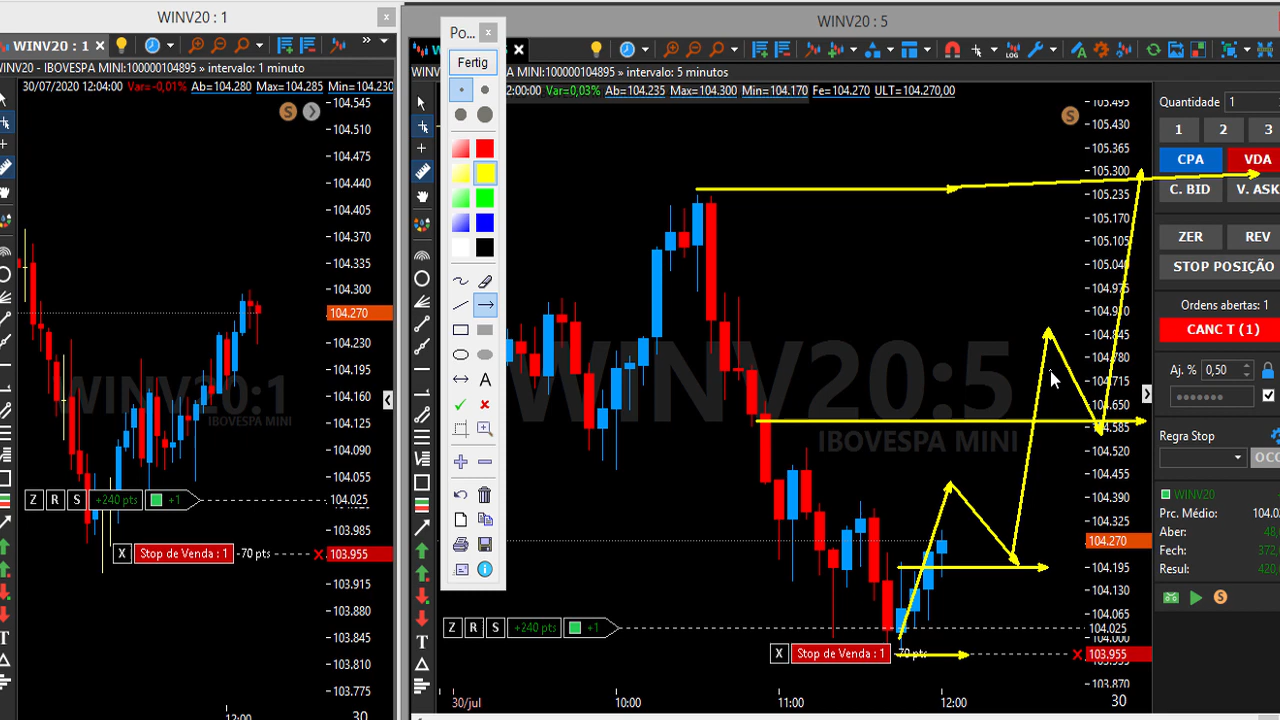 WINV20 : 1
WINV20 : 1
WINV20 - IBOVESPA MINI:100000104895 » intervalo: 1 minuto
30/07/2020 12:04:00 Var=-0,01% Ab=104.280 Max=104.285 Min=104.230
S
104.545
104.510
104.475
104.440
104.405
104.370
104.335
104.300
104.270
104.230
104.195
104.160
104.125
104.090
104.055
104.025
103.985
103.955
103.915
103.880
103.845
103.810
103.775
WINV20:1
IBOVESPA MINI
Z R S +240 pts +1
X Stop de Venda : 1 -70 pts
12:00
30
Po...
Fertig
A
WINV20 : 5
MINI:100000104895 » intervalo: 5 minutos
12:00:00 Var=0,03% Ab=104.235 Max=104.300 Min=104.170 Fe=104.270 ULT=104.270,00
LOG
S
105.495
105.430
105.365
105.300
105.235
105.170
105.105
104.845
104.780
104.715
104.650
104.585
104.520
104.455
104.390
104.325
104.270
104.195
104.130
104.065
104.025
104.000
103.955
103.870
WINV20:5
IBOVESPA MINI
Z R S +240 pts +1
X Stop de Venda : 1 -70 pts
T
30/jul
10:00
11:00
12:00
30
Quantidade 1
1 2 3
CPA VDA
C. BID V. ASK
ZER REV
STOP POSIÇÃO
Ordens abertas: 1
CANC T (1)
Aj. % 0,50
Regra Stop
WINV20
Prc. Médio:
Aber:
Fech:
Resul:
S